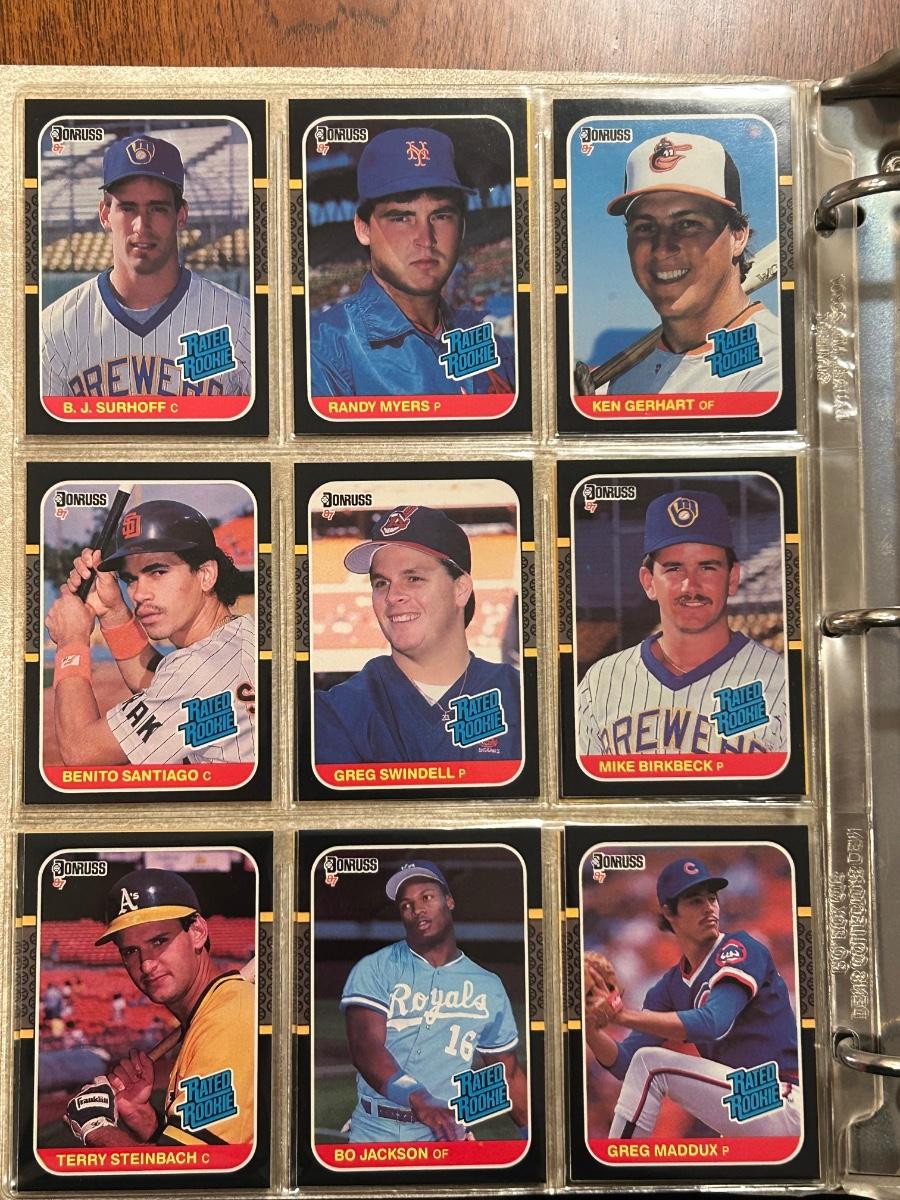 DONRUSS
'87
BREWERS
RATED
ROOKIE
B. J. SURHOFF C
DONRUSS
'87
NY
RATED
ROOKIE
RANDY MYERS P
DONRUSS
'87
RATED
ROOKIE
KEN GERHART OF
DONRUSS
'87
SD
RAK
RATED
ROOKIE
BENITO SANTIAGO C
DONRUSS
'87
RATED
ROOKIE
GREG SWINDELL P
DONRUSS
'87
BREWE
RATED
ROOKIE
MIKE BIRKBECK P
DONRUSS
'87
A's
Franklin
RATED
ROOKIE
TERRY STEINBACH C
DONRUSS
'87
Royals
16
RATED
ROOKIE
BO JACKSON OF
DONRUSS
'87
C
RATED
ROOKIE
GREG MADDUX P